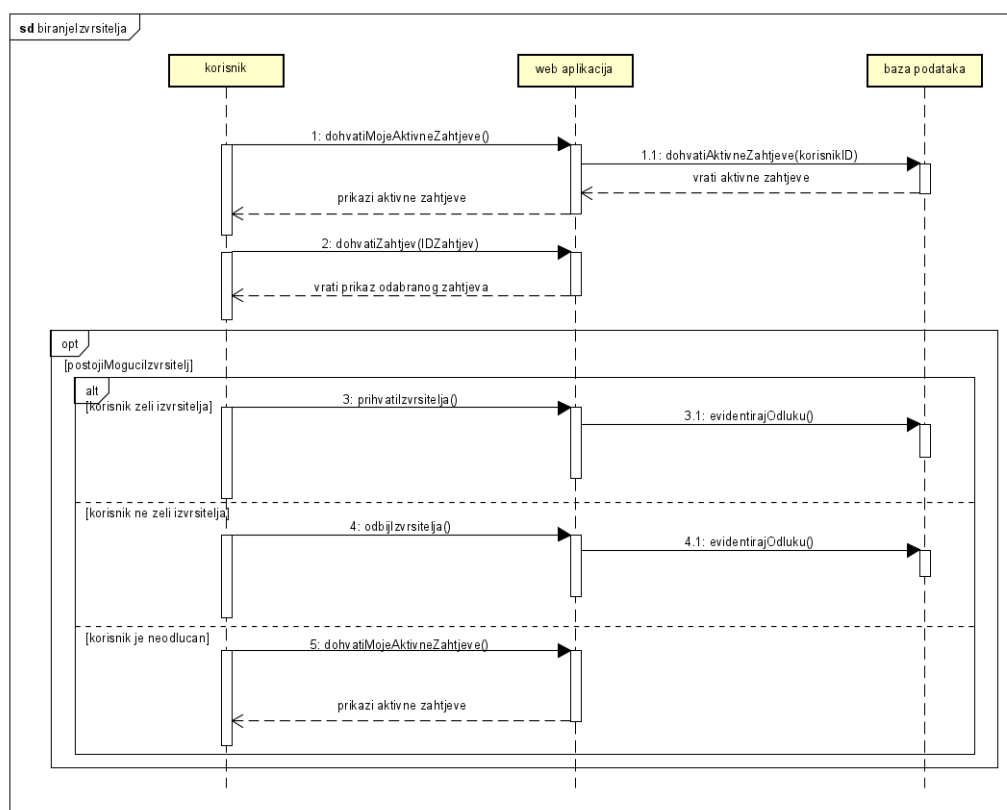 sd biranjeIzvrsitelja
korisnik
web aplikacija
baza podataka
1: dohvatiMojeAktivneZahtjeve()
1.1: dohvatiAktivneZahtjeve(korisnikID)
vrati aktivne zahtjeve
prikazi aktivne zahtjeve
2: dohvatiZahtjev(IDZahtjev)
vrati prikaz odabranog zahtjeva
opt
[postojiMoguciIzvrsitelj]
alt
[korisnik zeli izvrsitelja]
3: prihvatiIzvrsitelja()
3.1: evidentirajOdluku()
[korisnik ne zeli izvrsitelja]
4: odbijIzvrsitelja()
4.1: evidentirajOdluku()
[korisnik je neodlucan]
5: dohvatiMojeAktivneZahtjeve()
prikazi aktivne zahtjeve